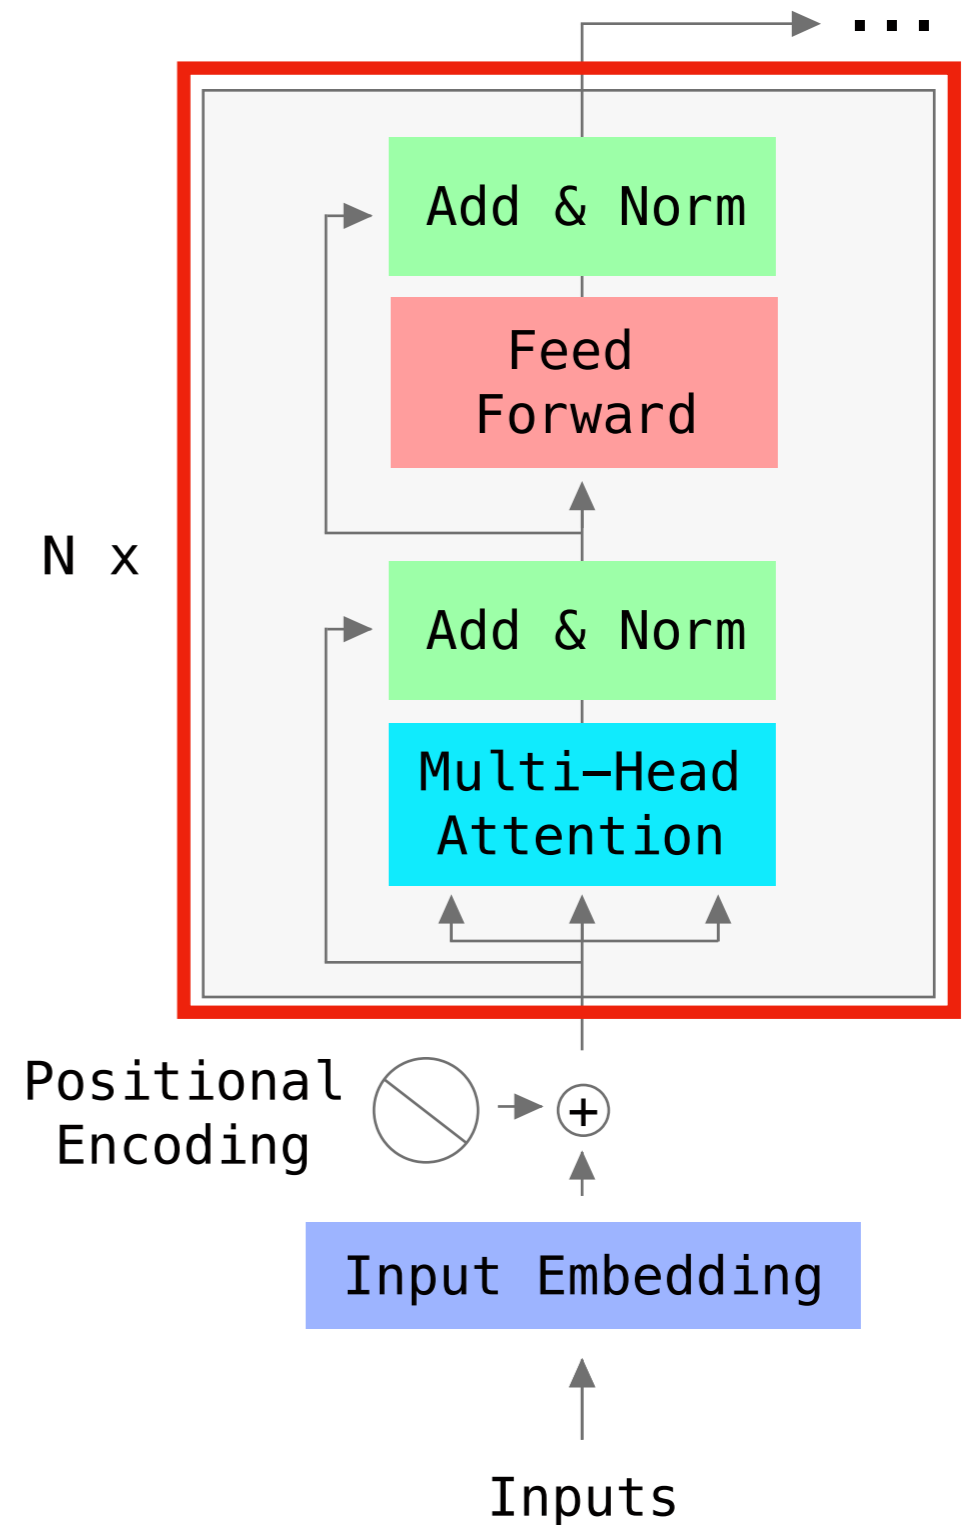 ...
Add & Norm
Feed
Forward
N x
Add & Norm
Multi-Head
Attention
Positional
Encoding
+
Input Embedding
Inputs